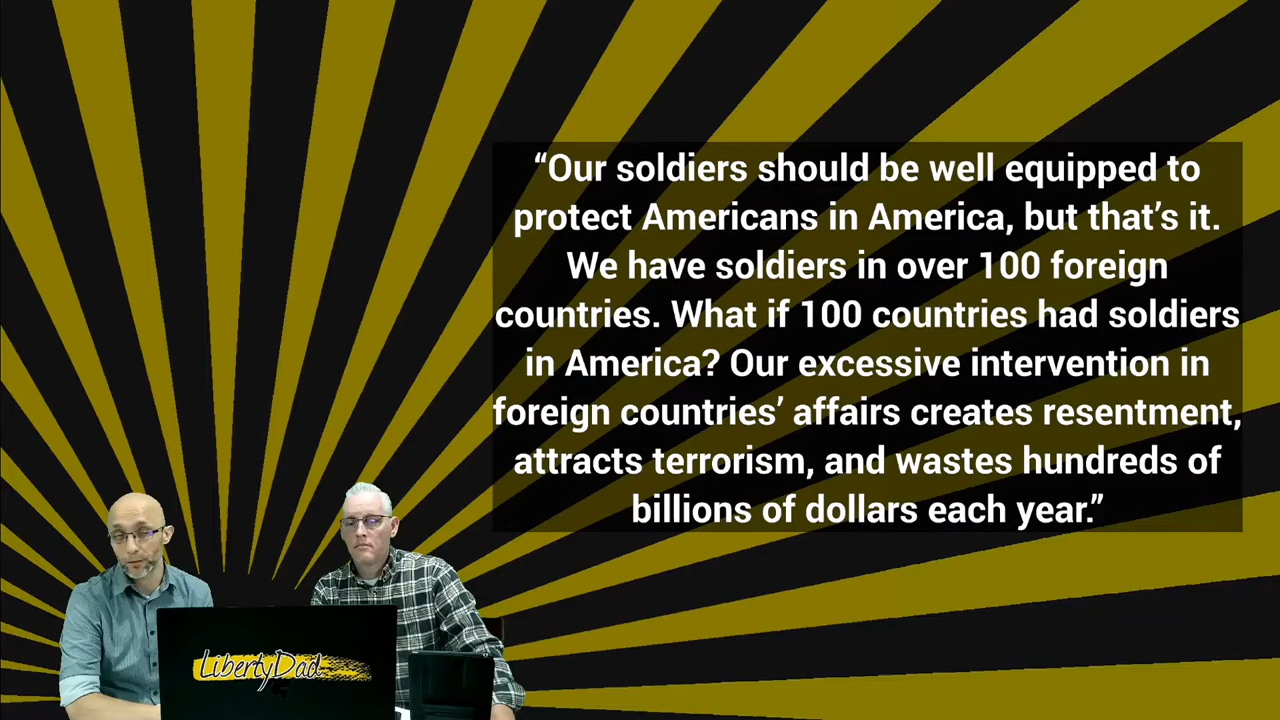 “Our soldiers should be well equipped to
protect Americans in America, but that’s it.
We have soldiers in over 100 foreign
countries. What if 100 countries had soldiers
in America? Our excessive intervention in
foreign countries’ affairs creates resentment,
attracts terrorism, and wastes hundreds of
billions of dollars each year.”
LibertyDad